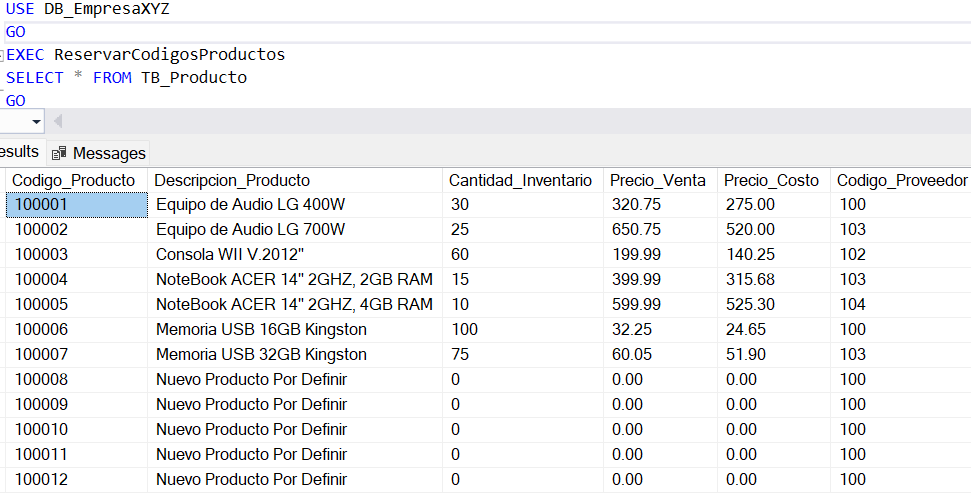 USE DB_EmpresaXYZ
GO
EXEC ReservarCodigosProductos
SELECT * FROM TB_Producto
GO
esults Messages
Codigo_Producto Descripcion_Producto Cantidad_Inventario Precio_Venta Precio_Costo Codigo_Proveedor
100001 Equipo de Audio LG 400W 30 320.75 275.00 100
100002 Equipo de Audio LG 700W 25 650.75 520.00 103
100003 Consola WII V.2012" 60 199.99 140.25 102
100004 NoteBook ACER 14" 2GHZ, 2GB RAM 15 399.99 315.68 103
100005 NoteBook ACER 14" 2GHZ, 4GB RAM 10 599.99 525.30 104
100006 Memoria USB 16GB Kingston 100 32.25 24.65 100
100007 Memoria USB 32GB Kingston 75 60.05 51.90 103
100008 Nuevo Producto Por Definir 0 0.00 0.00 100
100009 Nuevo Producto Por Definir 0 0.00 0.00 100
100010 Nuevo Producto Por Definir 0 0.00 0.00 100
100011 Nuevo Producto Por Definir 0 0.00 0.00 100
100012 Nuevo Producto Por Definir 0 0.00 0.00 100